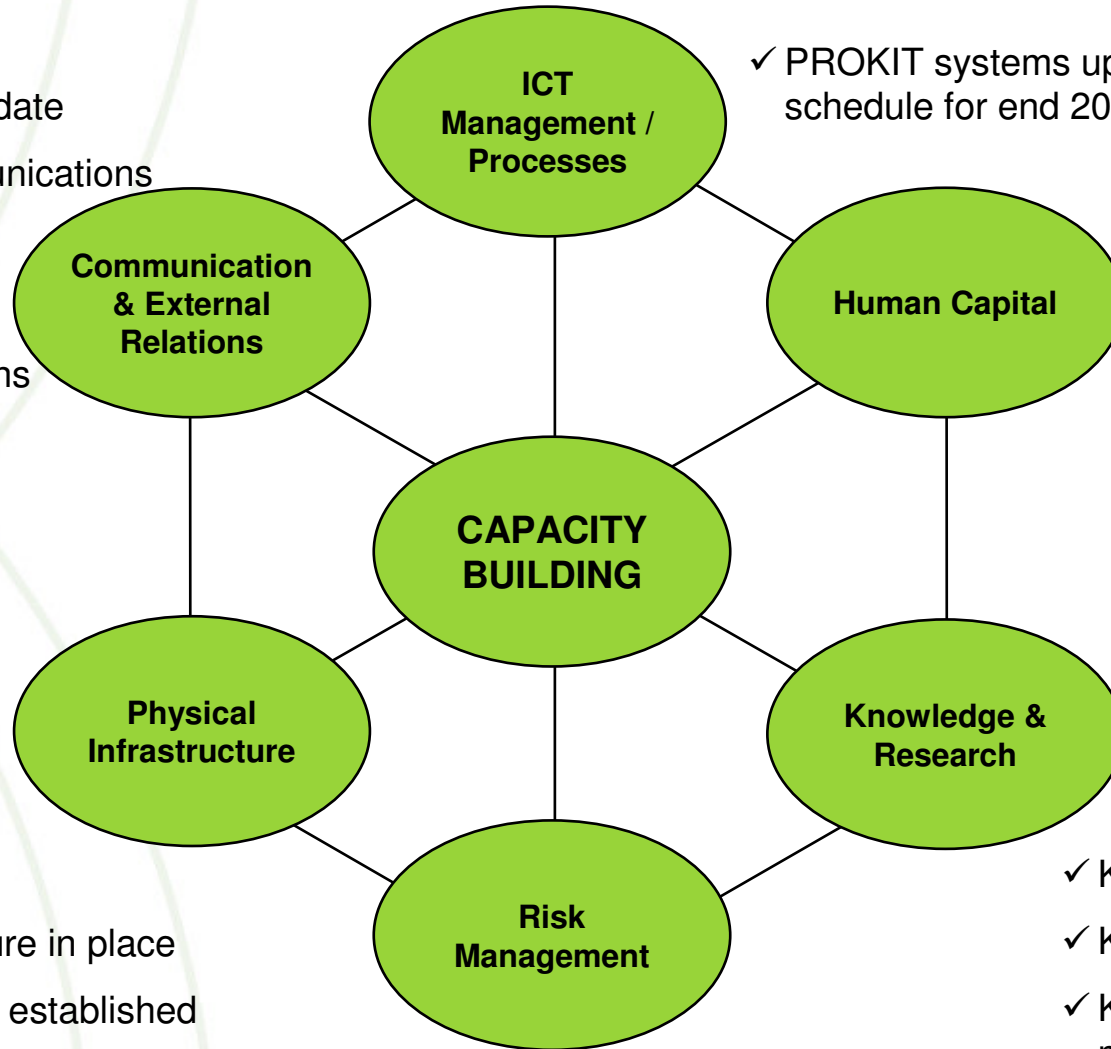 ICT
Management /
Processes
✓ PROKIT systems up
schedule for end 20
date
unications
Communication
& External
Relations
Human Capital
ns
CAPACITY
BUILDING
Physical
Infrastructure
Knowledge &
Research
Risk
Management
✓ K
ure in place
✓ K
established
✓ K